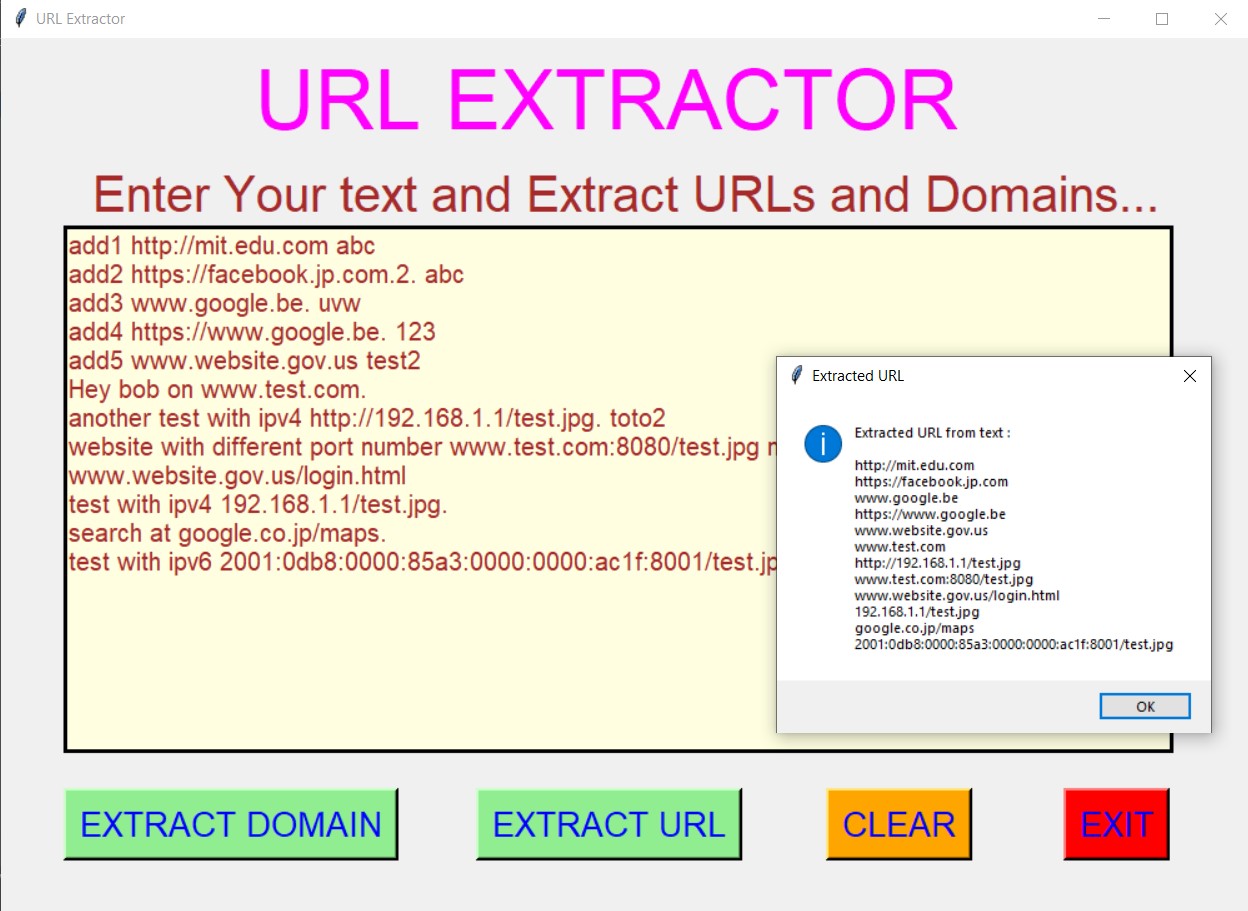 URL Extractor
URL EXTRACTOR
Enter Your text and Extract URLs and Domains...
add1 http://mit.edu.com abc
add2 https://facebook.jp.com.2. abc
add3 www.google.be. uvw
add4 https://www.google.be. 123
add5 www.website.gov.us test2
Hey bob on www.test.com.
another test with ipv4 http://192.168.1.1/test.jpg. toto2
website with different port number www.test.com:8080/test.jpg
www.website.gov.us/login.html
test with ipv4 192.168.1.1/test.jpg.
search at google.co.jp/maps.
test with ipv6 2001:0db8:0000:85a3:0000:0000:ac1f:8001/test.jp
Extracted URL
Extracted URL from text :
http://mit.edu.com
https://facebook.jp.com
www.google.be
https://www.google.be
www.website.gov.us
www.test.com
http://192.168.1.1/test.jpg
www.test.com:8080/test.jpg
www.website.gov.us/login.html
192.168.1.1/test.jpg
google.co.jp/maps
2001:0db8:0000:85a3:0000:0000:ac1f:8001/test.jpg
OK
EXTRACT DOMAIN
EXTRACT URL
CLEAR
EXIT